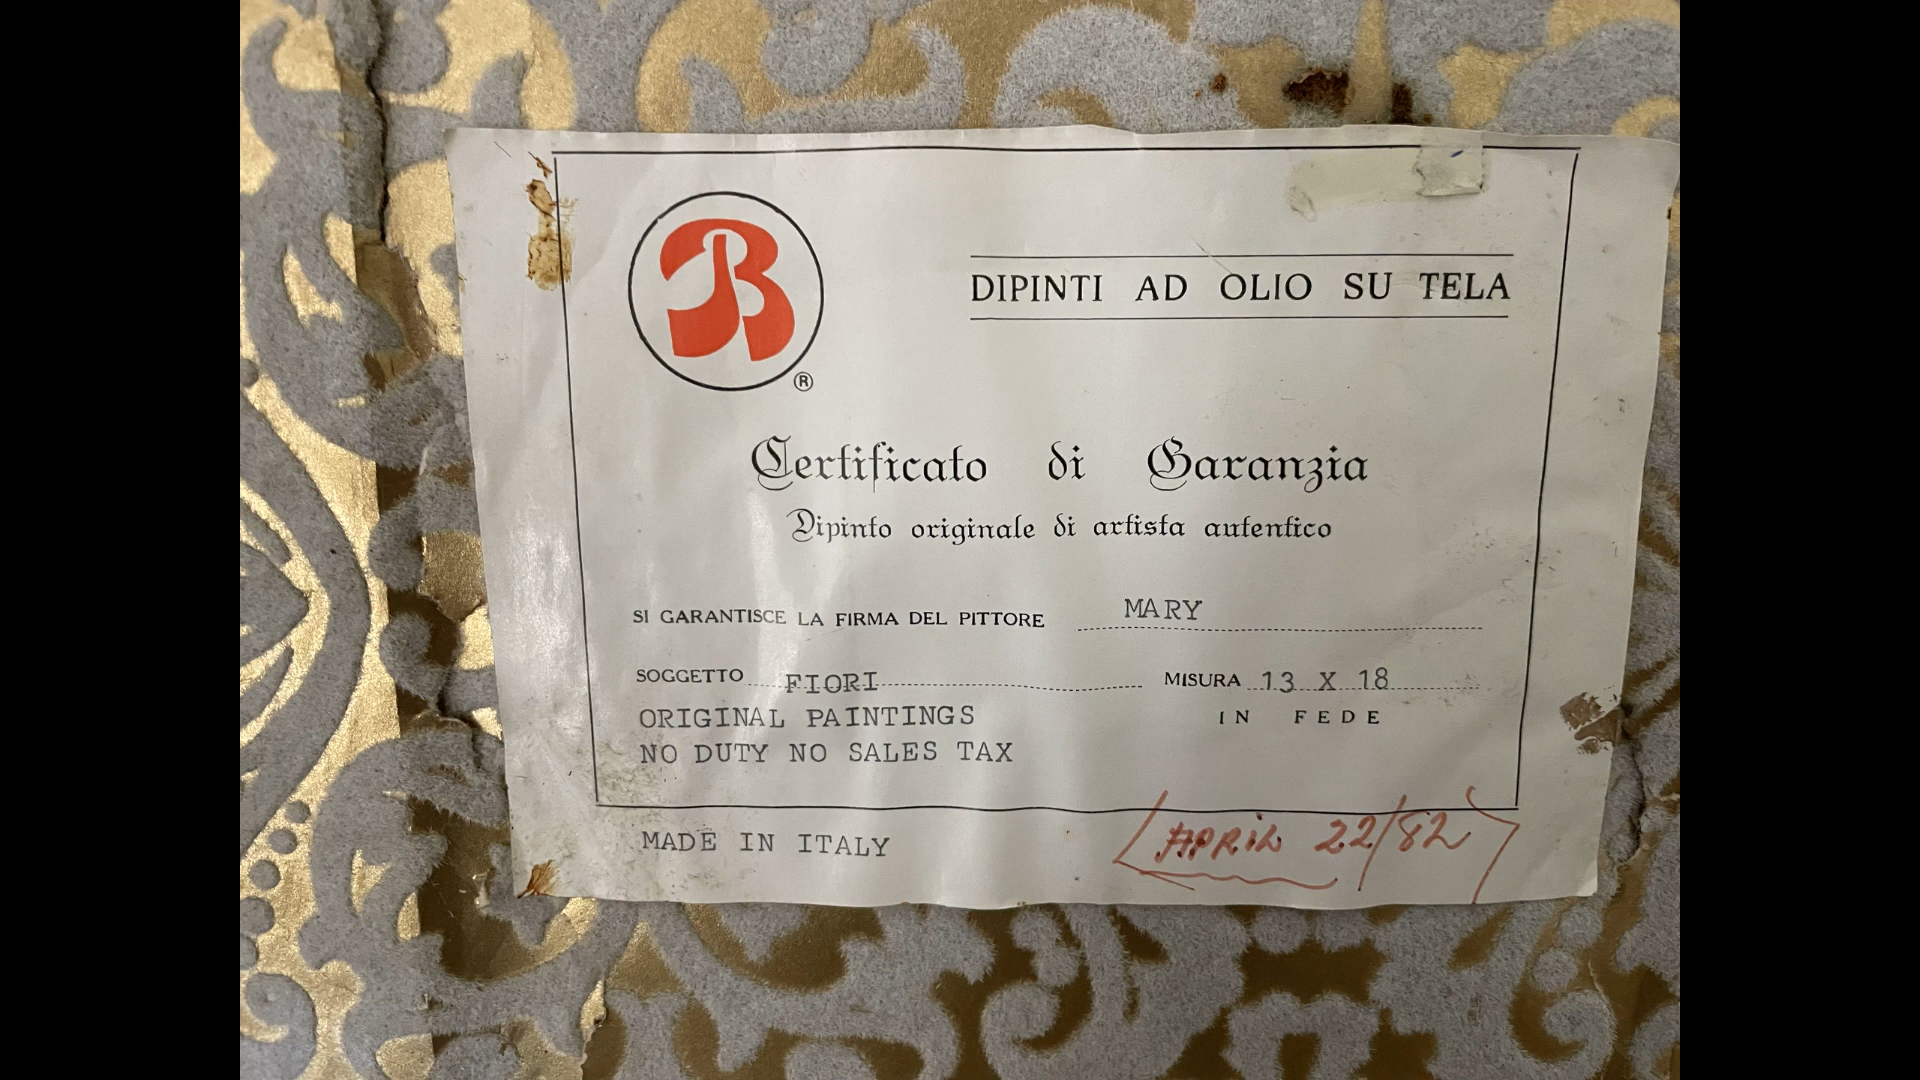 B
®
DIPINTI AD OLIO SU TELA
Certificato di Garanzia
Dipinto originale di artista autentico
SI GARANTISCE LA FIRMA DEL PITTORE MARY
SOGGETTO FIORI MISURA 13 X 18
ORIGINAL PAINTINGS IN FEDE
NO DUTY NO SALES TAX
MADE IN ITALY APRIL 22/82